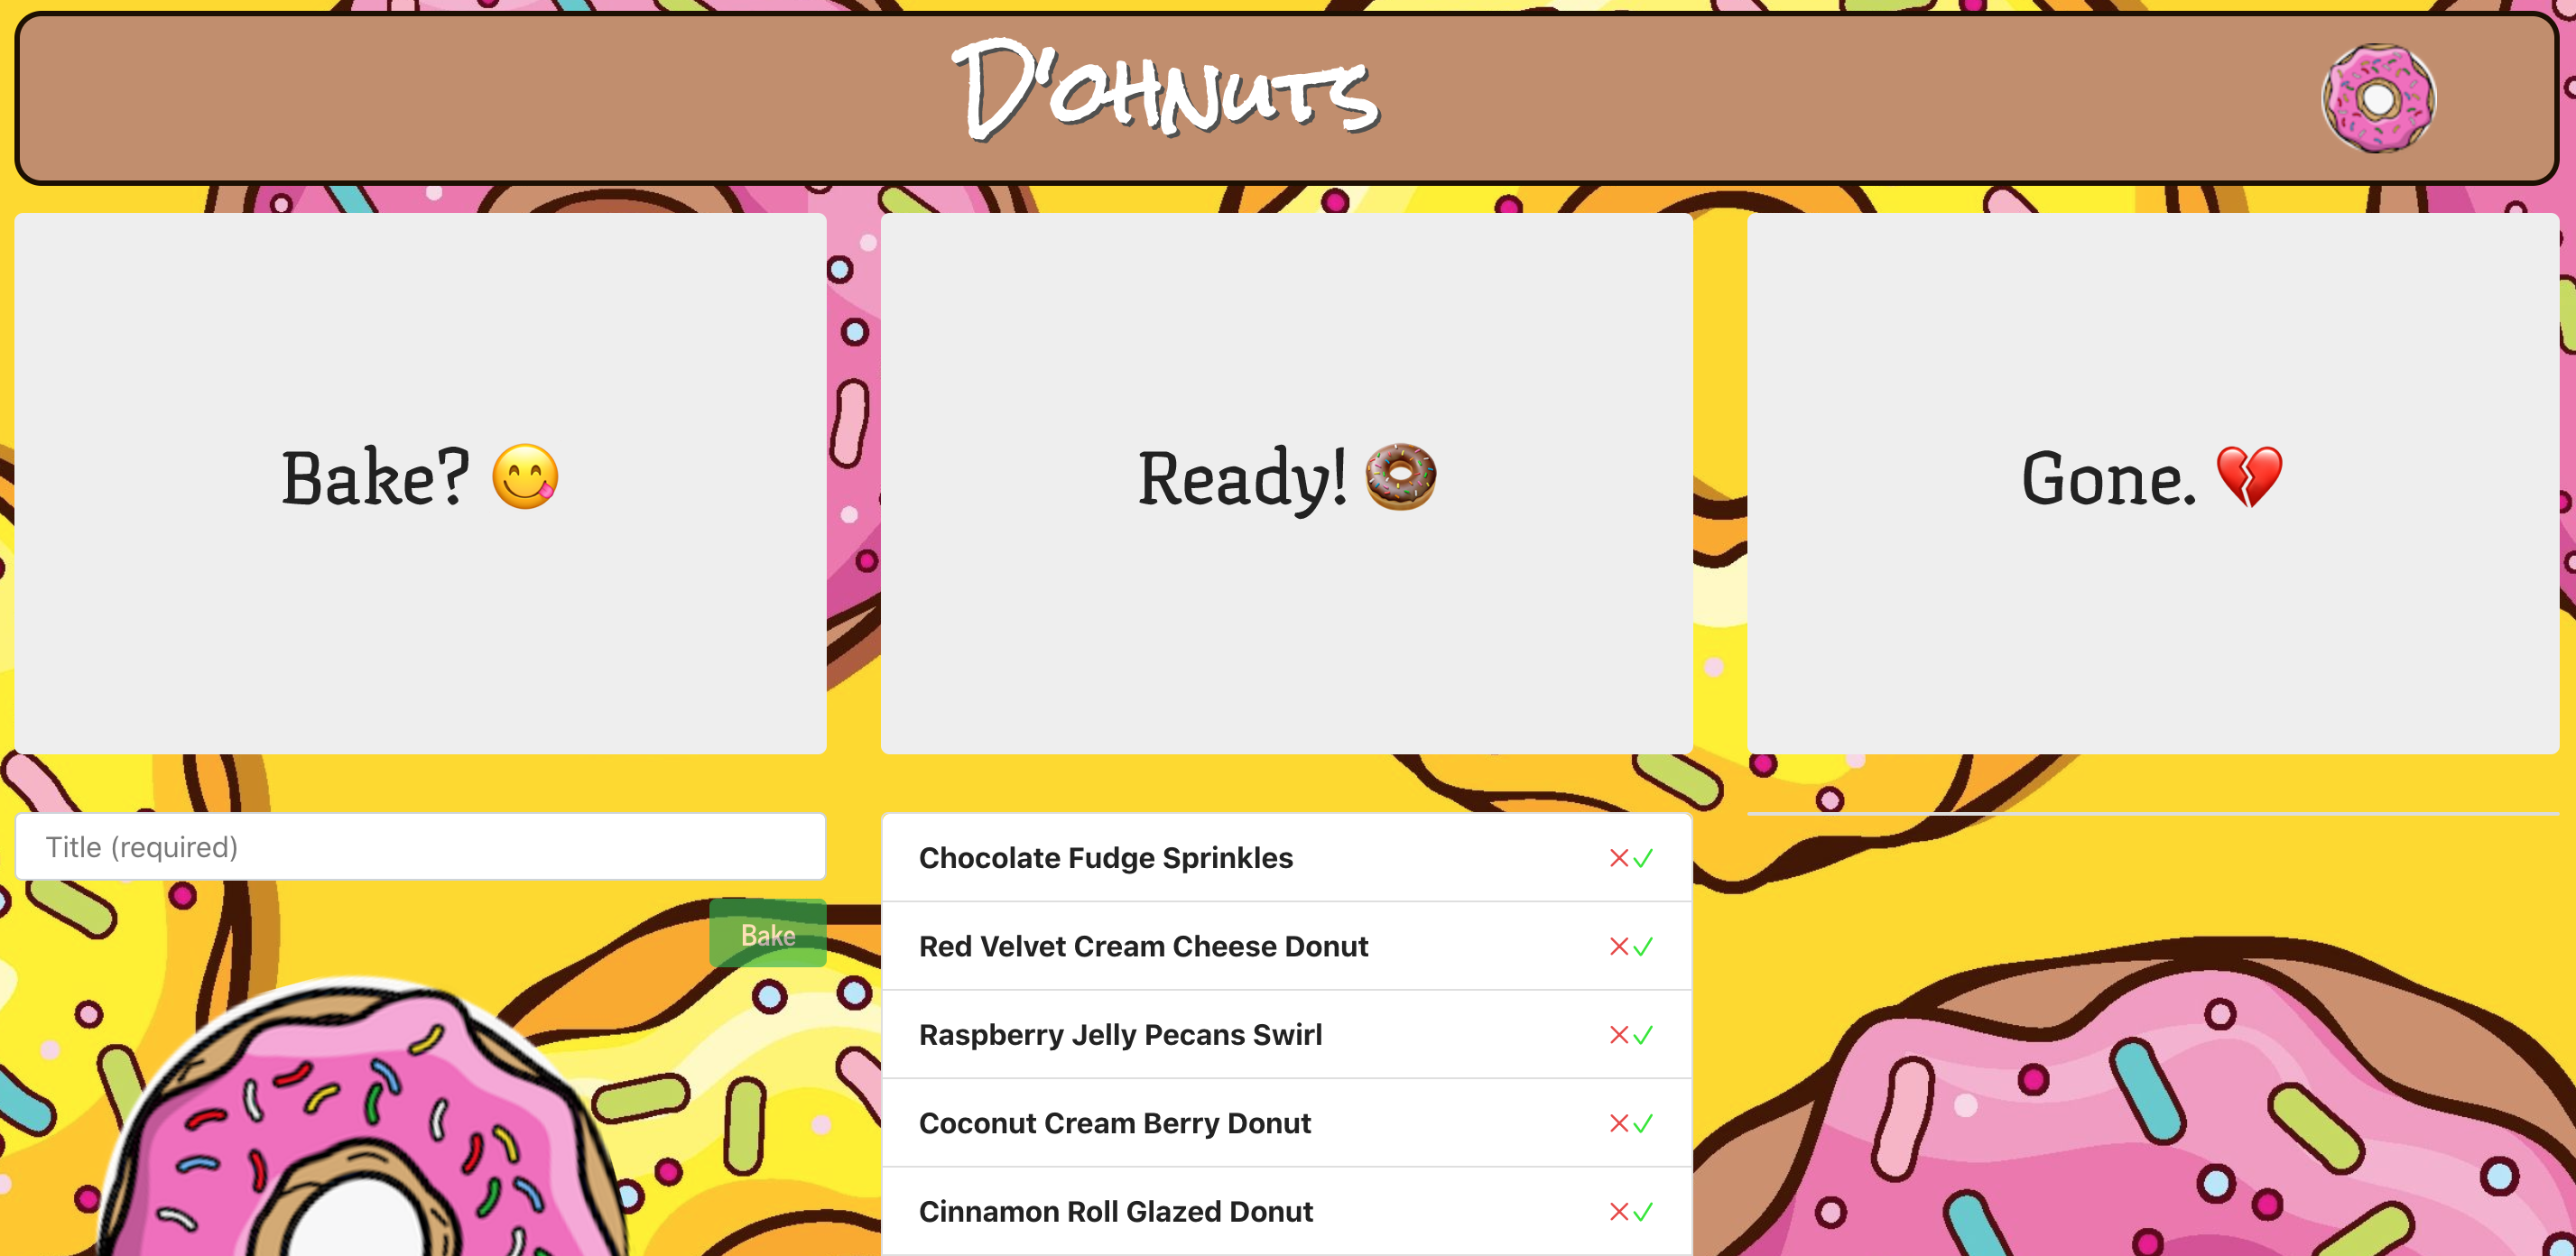 D'ohnuts
Bake? 😋
Ready! 🍩
Gone. 💔
Title (required)
Bake
Chocolate Fudge Sprinkles
Red Velvet Cream Cheese Donut
Raspberry Jelly Pecans Swirl
Coconut Cream Berry Donut
Cinnamon Roll Glazed Donut